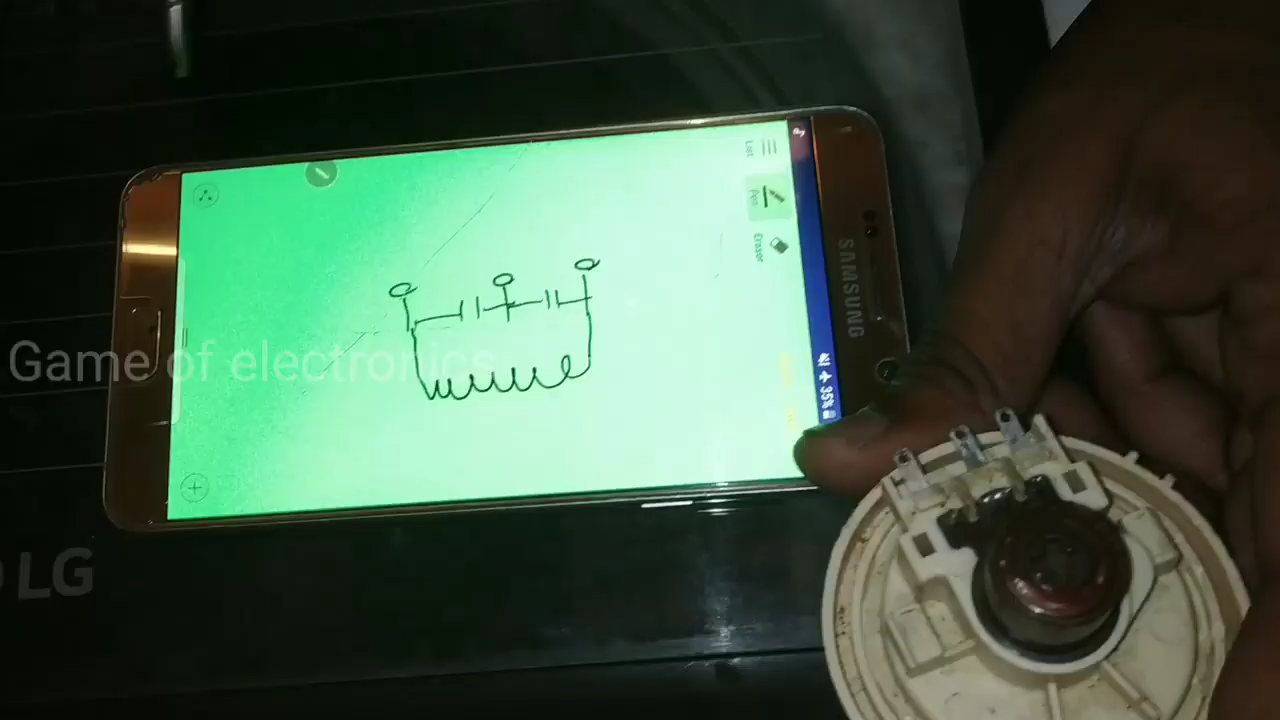 List
Pen
Eraser
SAMSUNG
35%
Game of electronics
LG